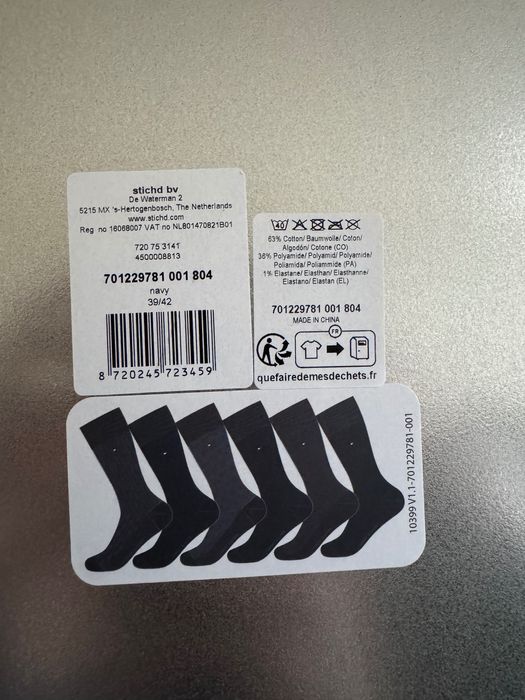 stichd bv
De Waterman 2
5215 MX 's-Hertogenbosch, The Netherlands
www.stichd.com
Reg no 16068007 VAT no NL801470821B01
720 75 3141
4500008813
701229781 001 804
navy
39/42
8 720245 723459
40
63% Cotton/ Baumwolle/ Coton/
Algodón/ Cotone (CO)
36% Polyamide/ Polyamid/ Polyamide/
Poliamida/ Poliammide (PA)
1% Elastane/ Elasthan/ Elasthanne/
Elastano/ Elastan (EL)
701229781 001 804
MADE IN CHINA
FR
quefairedemesdechets.fr
10399 V1.1-701229781-001